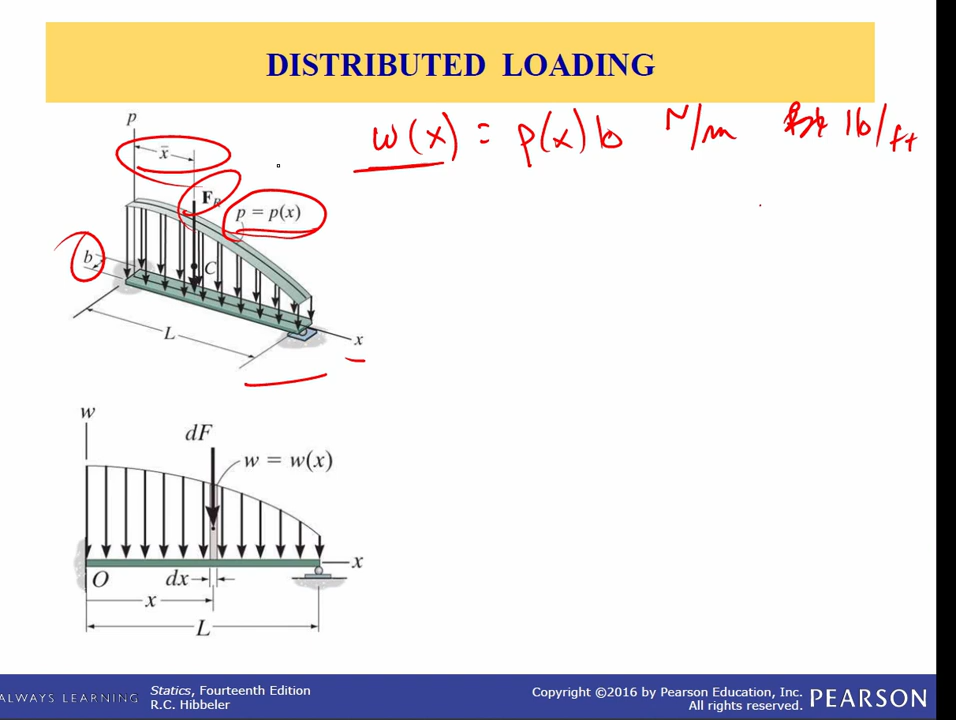 DISTRIBUTED LOADING
w(x) = p(x)b N/m lb/ft
p
x̄
F_R
p = p(x)
b
C
L
x
w
dF
w = w(x)
x
O
dx
x
L
ALWAYS LEARNING
Statics, Fourteenth Edition
R.C. Hibbeler
Copyright ©2016 by Pearson Education, Inc.
All rights reserved.
PEARSON